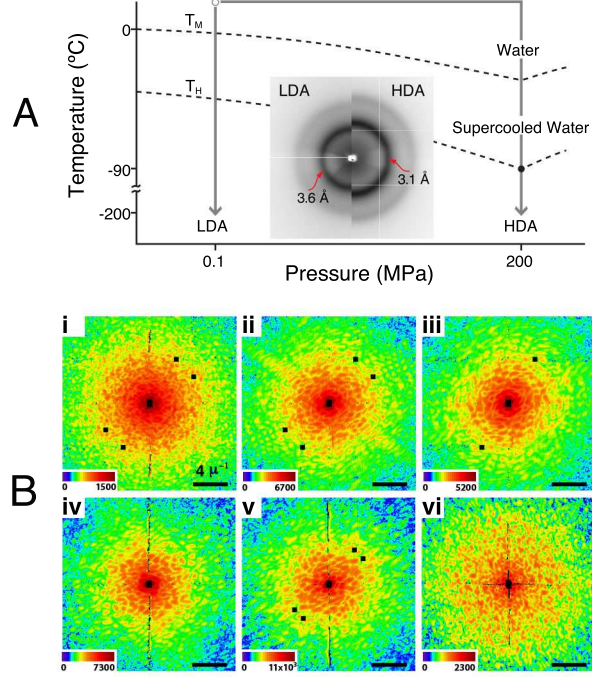 A
Temperature (ºC)
0
-90
-200
T_M
T_H
Water
Supercooled Water
LDA HDA
3.6 Å
3.1 Å
LDA HDA
0.1 200
Pressure (MPa)
B
i ii iii
4 μ⁻¹
0 1500 0 6700 0 5200
iv v vi
0 7300 0 11x10³ 0 2300